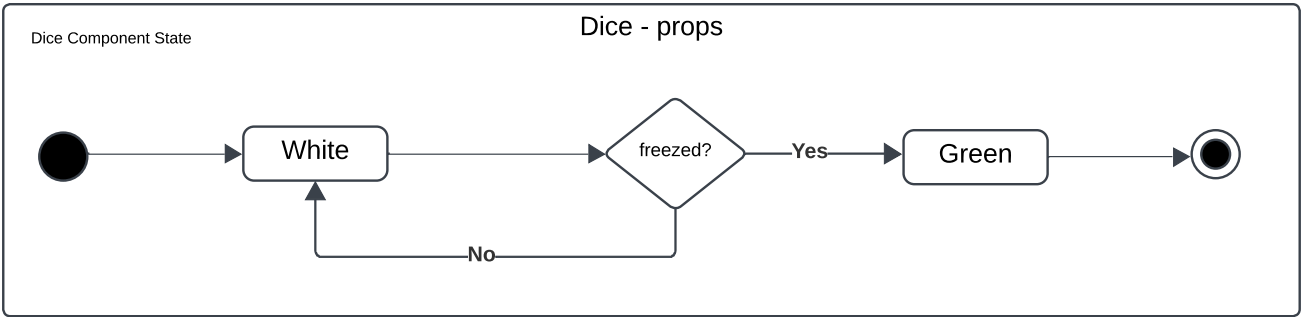 Dice - props
Dice Component State
White
freezed?
Yes
Green
No